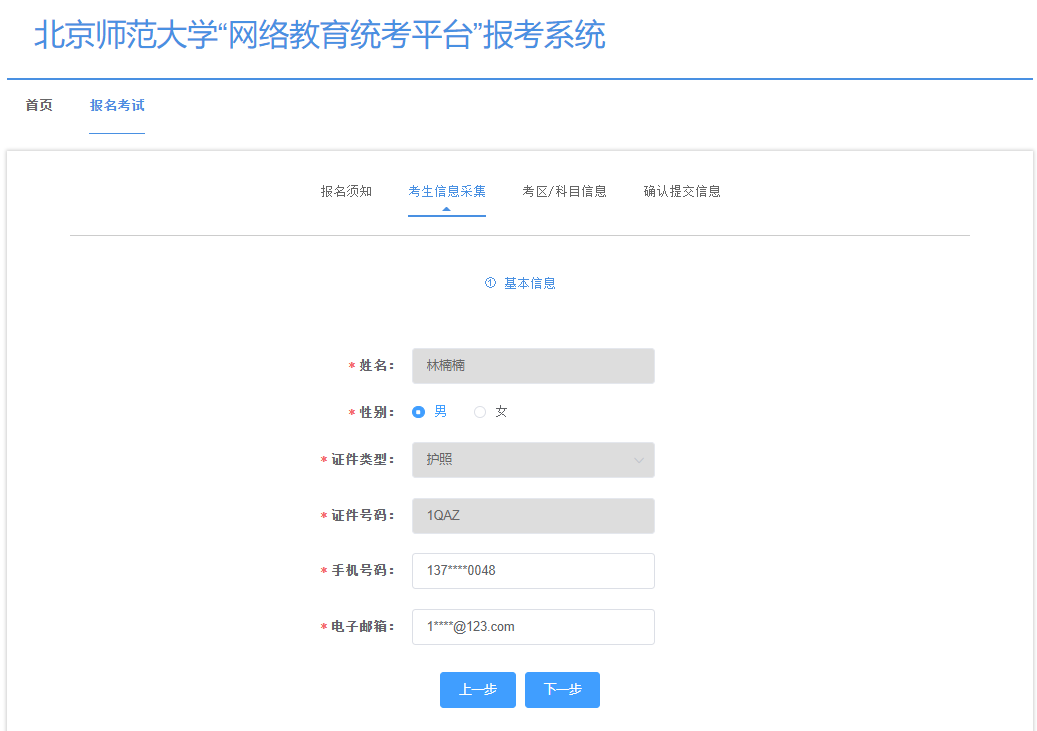 北京师范大学“网络教育统考平台”报考系统
首页 报名考试
报名须知 考生信息采集 考区/科目信息 确认提交信息
① 基本信息
* 姓名： 林楠楠
* 性别： 男 女
* 证件类型： 护照
* 证件号码： 1QAZ
* 手机号码： 137****0048
* 电子邮箱： 1****@123.com
上一步 下一步